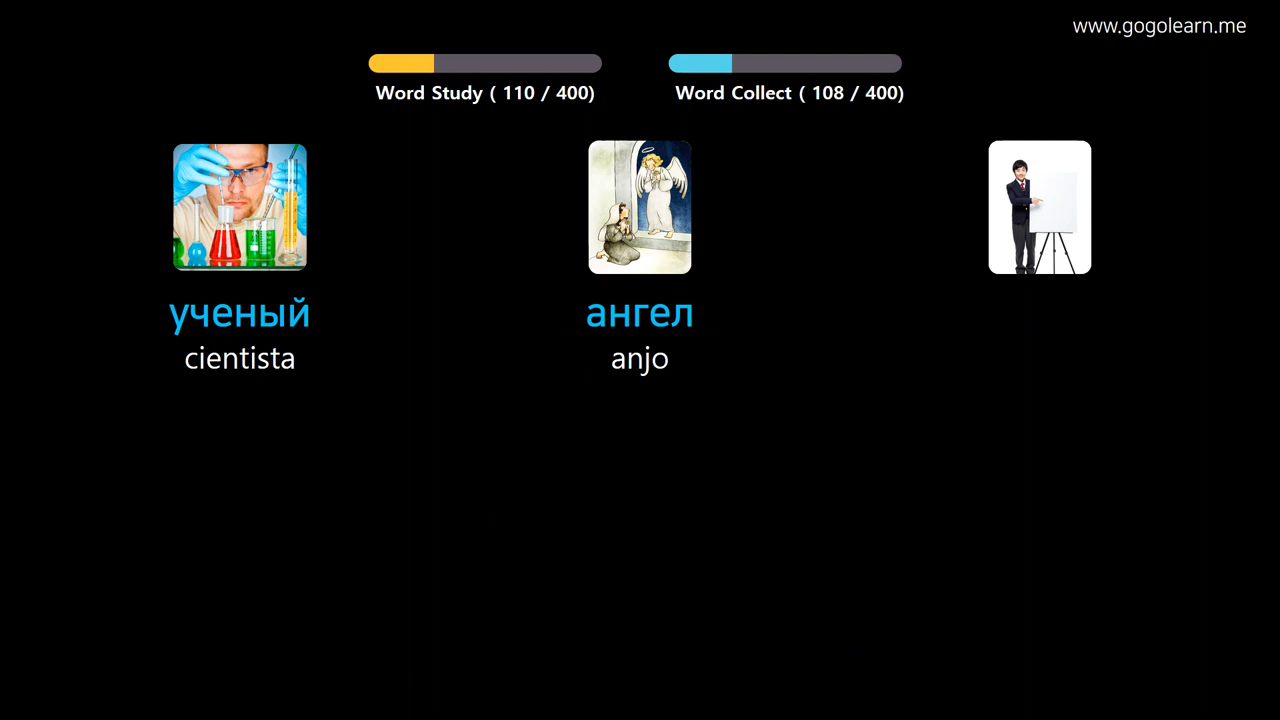 www.gogolearn.me
Word Study ( 110 / 400)
Word Collect ( 108 / 400)
ученый
cientista
ангел
anjo